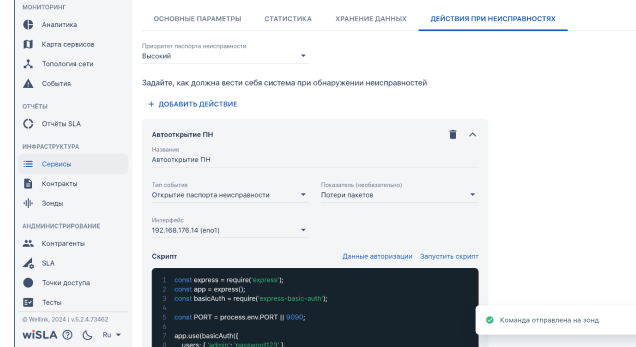 МОНИТОРИНГ
Аналитика
Карта сервисов
Топология сети
События
ОТЧЁТЫ
Отчёты SLA
ИНФРАСТРУКТУРА
Сервисы
Контракты
Зонды
АНДМИНИСТРИРОВАНИЕ
Контрагенты
SLA
Точки доступа
Тесты
© Wellink, 2024 | v.6.2.4.73462
wiSLA
Ru
ОСНОВНЫЕ ПАРАМЕТРЫ СТАТИСТИКА ХРАНЕНИЕ ДАННЫХ ДЕЙСТВИЯ ПРИ НЕИСПРАВНОСТЯХ
Приоритет паспорта неисправности
Высокий
Задайте, как должна вести себя система при обнаружении неисправностей
+ ДОБАВИТЬ ДЕЙСТВИЕ
Автооткрытие ПН
Название
Автооткрытие ПН
Тип события Показатель (необязательно)
Открытие паспорта неисправности Потери пакетов
Интерфейс
192.168.176.14 (eno1)
Скрипт Данные авторизации Запустить скрипт
1 const express = require('express');
2 const app = express();
3 const basicAuth = require('express-basic-auth');
4
5 const PORT = process.env.PORT || 9090;
6
7 app.use(basicAuth({
8
Команда отправлена на зонд